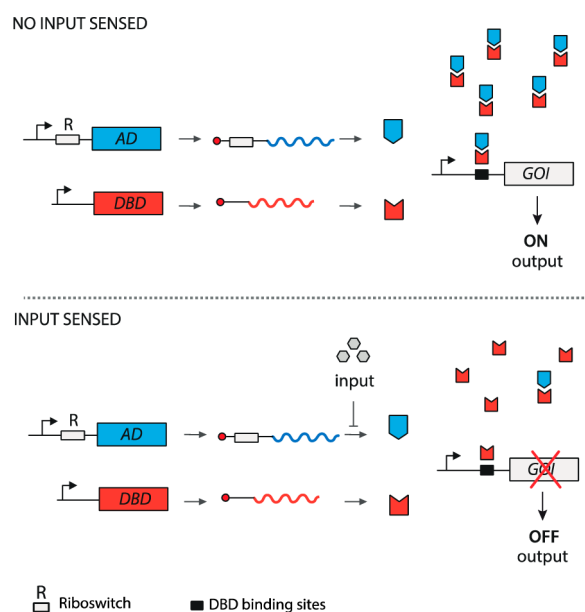 NO INPUT SENSED
R
AD
DBD
GOI
ON
output
INPUT SENSED
input
R
AD
DBD
GOI
OFF
output
R
Riboswitch
DBD binding sites